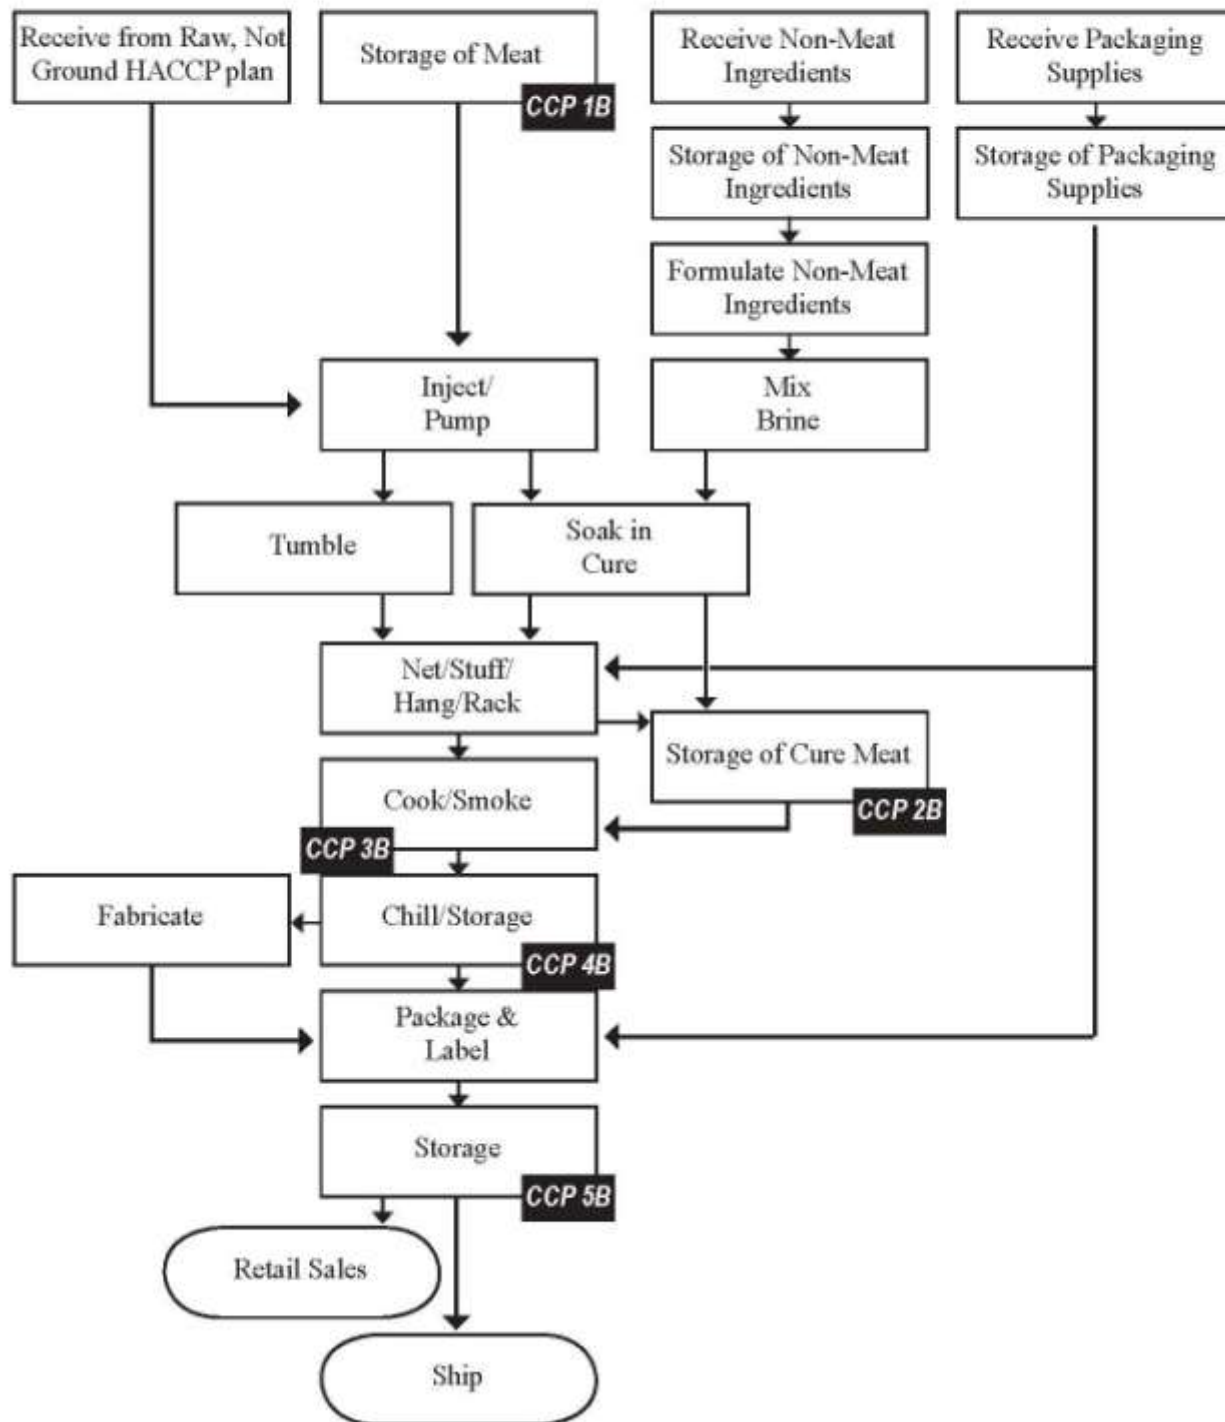 Receive from Raw, Not
Ground HACCP plan
Storage of Meat
CCP 1B
Receive Non-Meat
Ingredients
Receive Packaging
Supplies
Storage of Non-Meat
Ingredients
Storage of Packaging
Supplies
Formulate Non-Meat
Ingredients
Inject/
Pump
Mix
Brine
Tumble
Soak in
Cure
Net/Stuff/
Hang/Rack
Storage of Cure Meat
CCP 2B
Cook/Smoke
CCP 3B
Fabricate
Chill/Storage
CCP 4B
Package &
Label
Storage
CCP 5B
Retail Sales
Ship